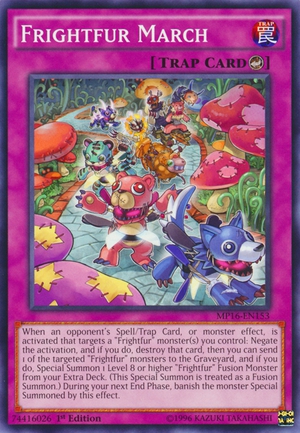 FRIGHTFUR MARCH
TRAP
罠
[TRAP CARD]
MP16-EN153
When an opponent's Spell/Trap Card, or monster effect, is
activated that targets a "Frightfur" monster(s) you control: Negate
the activation, and if you do, destroy that card, then you can send
1 of the targeted "Frightfur" monsters to the Graveyard, and if you
do, Special Summon 1 Level 8 or higher "Frightfur" Fusion Monster
from your Extra Deck. (This Special Summon is treated as a Fusion
Summon.) During your next End Phase, banish the monster Special
Summoned by this effect.
74416026 1st Edition ©1996 KAZUKI TAKAHASHI